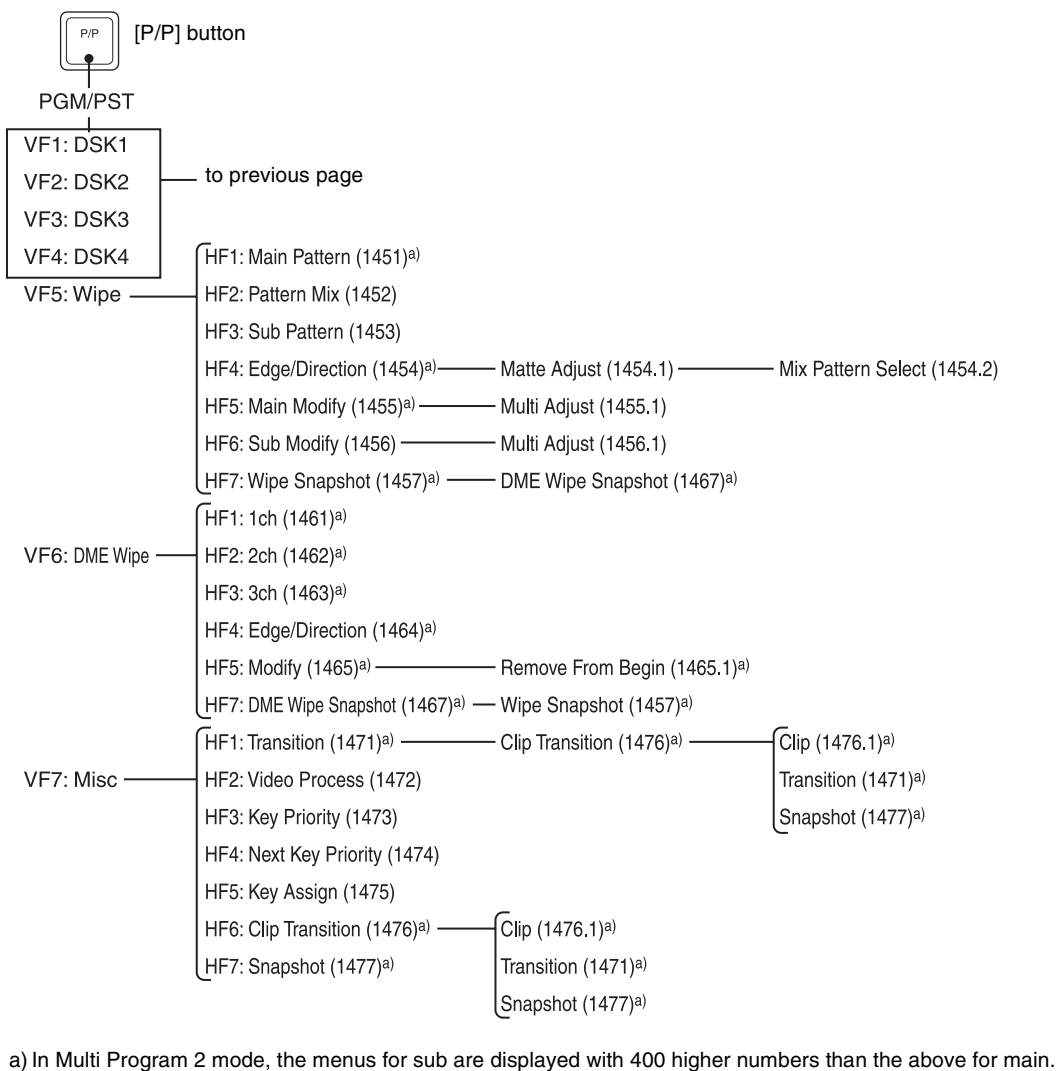 P/P [P/P] button
PGM/PST
VF1: DSK1
VF2: DSK2 to previous page
VF3: DSK3
VF4: DSK4 HF1: Main Pattern (1451)a)
VF5: Wipe HF2: Pattern Mix (1452)
HF3: Sub Pattern (1453)
HF4: Edge/Direction (1454)a) Matte Adjust (1454.1) Mix Pattern Select (1454.2)
HF5: Main Modify (1455)a) Multi Adjust (1455.1)
HF6: Sub Modify (1456) Multi Adjust (1456.1)
HF7: Wipe Snapshot (1457)a) DME Wipe Snapshot (1467)a)
HF1: 1ch (1461)a)
VF6: DME Wipe HF2: 2ch (1462)a)
HF3: 3ch (1463)a)
HF4: Edge/Direction (1464)a)
HF5: Modify (1465)a) Remove From Begin (1465.1)a)
HF7: DME Wipe Snapshot (1467)a) Wipe Snapshot (1457)a)
HF1: Transition (1471)a) Clip Transition (1476)a) Clip (1476.1)a)
VF7: Misc HF2: Video Process (1472) Transition (1471)a)
HF3: Key Priority (1473) Snapshot (1477)a)
HF4: Next Key Priority (1474)
HF5: Key Assign (1475)
HF6: Clip Transition (1476)a) Clip (1476.1)a)
HF7: Snapshot (1477)a) Transition (1471)a)
Snapshot (1477)a)
a) In Multi Program 2 mode, the menus for sub are displayed with 400 higher numbers than the above for main.